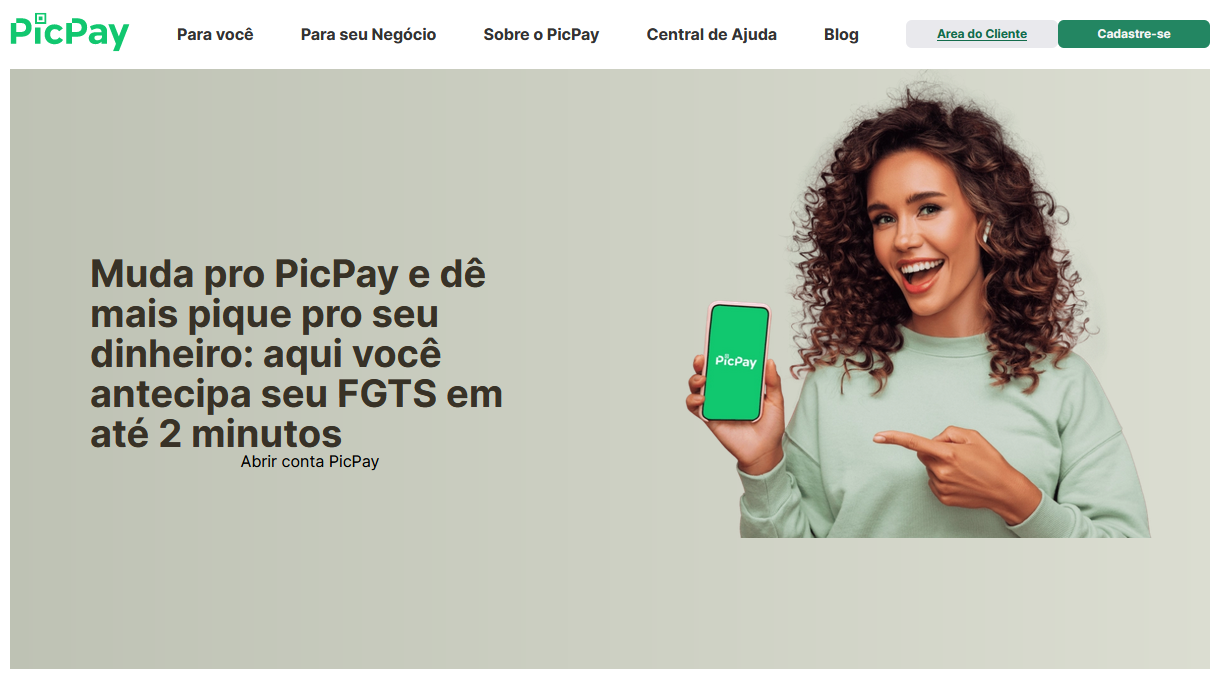 PicPay
Para você
Para seu Negócio
Sobre o PicPay
Central de Ajuda
Blog
Area do Cliente
Cadastre-se
Muda pro PicPay e dê
mais pique pro seu
dinheiro: aqui você
antecipa seu FGTS em
até 2 minutos
Abrir conta PicPay
PicPay